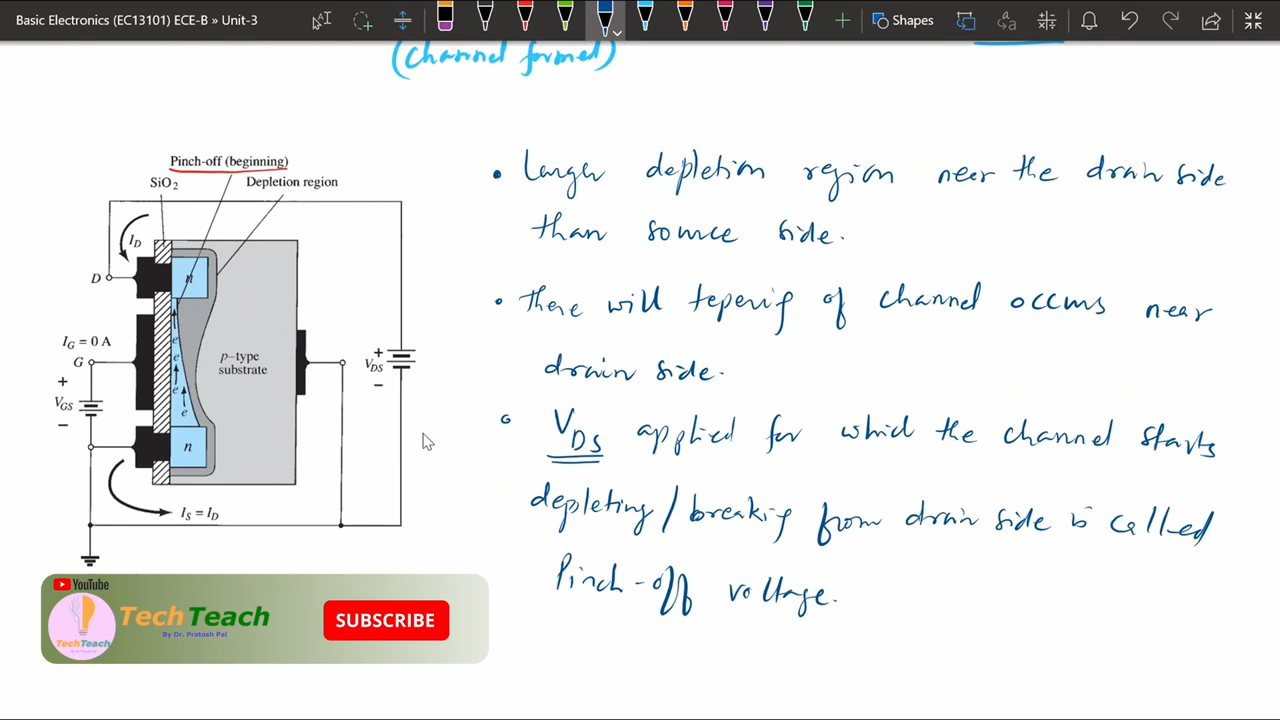 Basic Electronics (EC13101) ECE-B » Unit-3
Shapes
(Channel formed)
Pinch-off (beginning)
SiO2
Depletion region
ID
D
n
IG = 0 A
G
+
VGS
−
e
e
e
e
p-type
substrate
+
VDS
−
n
IS = ID
• Larger depletion region near the drain side
than source side.
• There will tepering of channel occurs near
drain side.
• VDS applied for which the channel starts
depleting/breaking from drain side is called
Pinch-off voltage.
YouTube
TechTeach
By Dr. Pratosh Pal
TechTeach
SUBSCRIBE